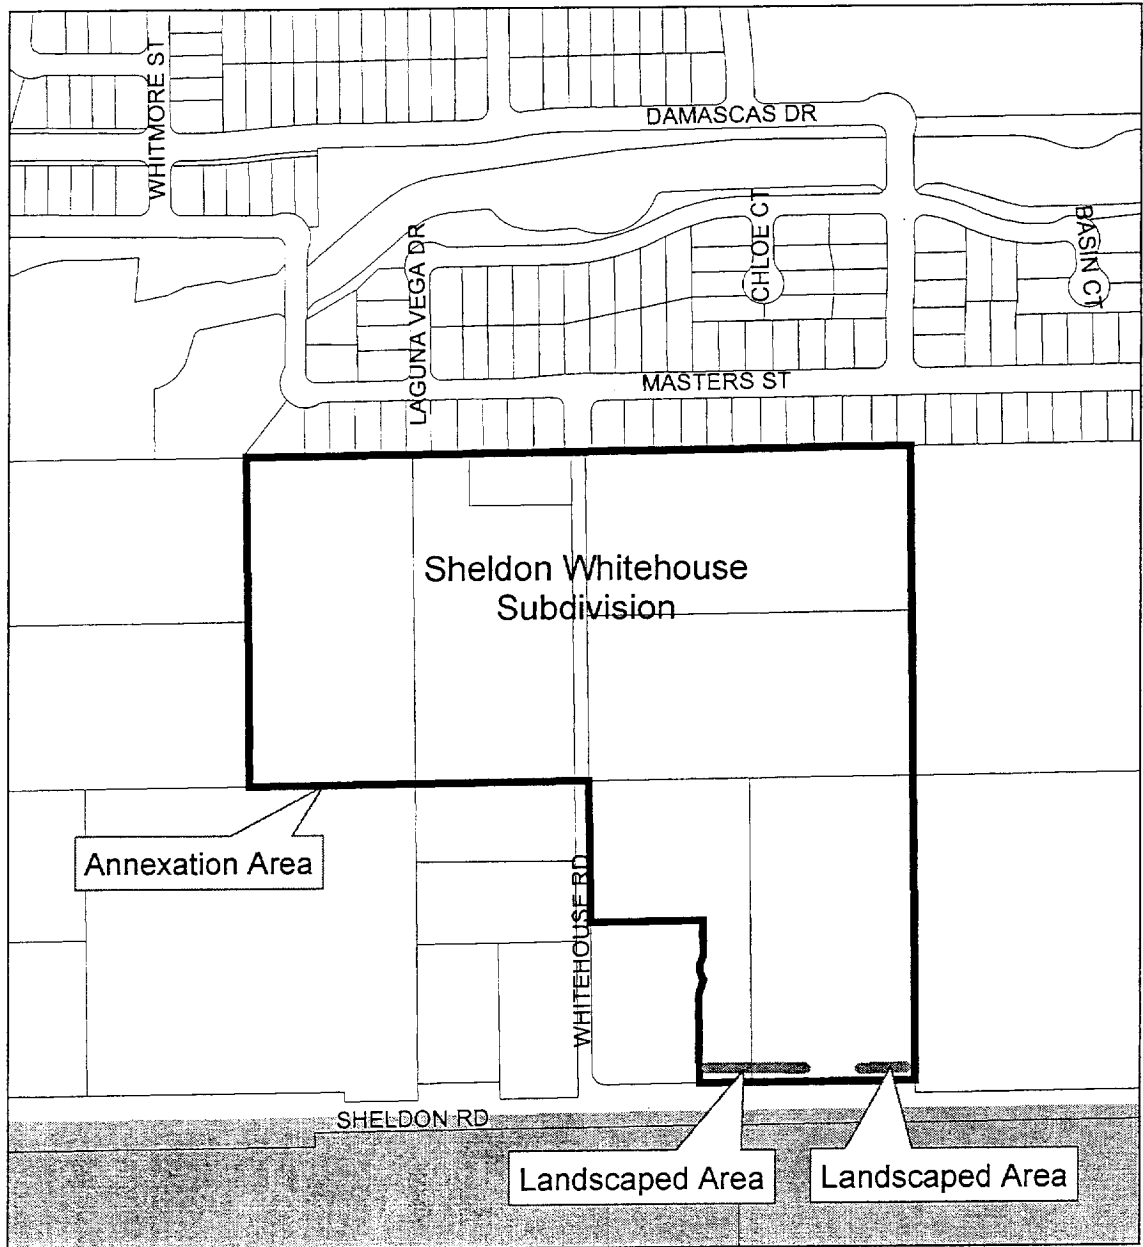 WHITMORE ST
DAMASCAS DR
LAGUNA VEGA DR
CHLOE CT
BASIN CT
MASTERS ST
Sheldon Whitehouse
Subdivision
Annexation Area
WHITEHOUSE RD
SHELDON RD
Landscaped Area
Landscaped Area